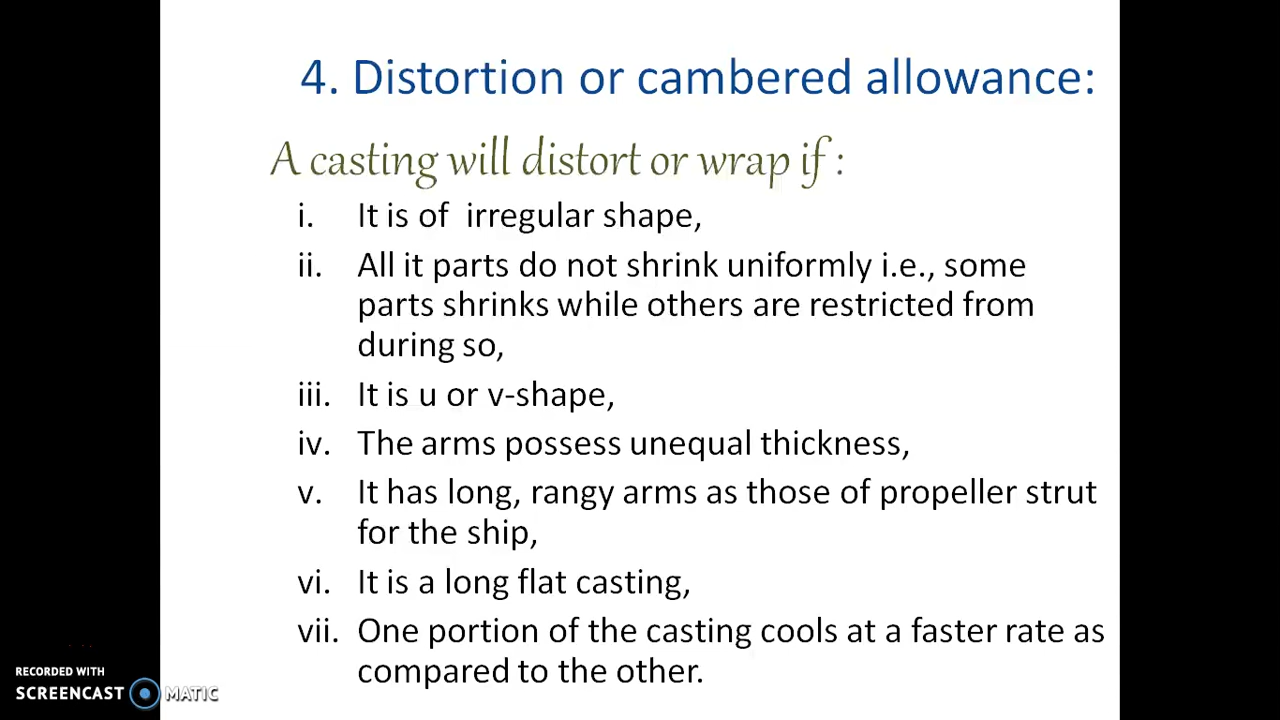 4. Distortion or cambered allowance:
A casting will distort or wrap if :
i. It is of irregular shape,
ii. All it parts do not shrink uniformly i.e., some
parts shrinks while others are restricted from
during so,
iii. It is u or v-shape,
iv. The arms possess unequal thickness,
v. It has long, rangy arms as those of propeller strut
for the ship,
vi. It is a long flat casting,
vii. One portion of the casting cools at a faster rate as
compared to the other.
RECORDED WITH
SCREENCAST MATIC